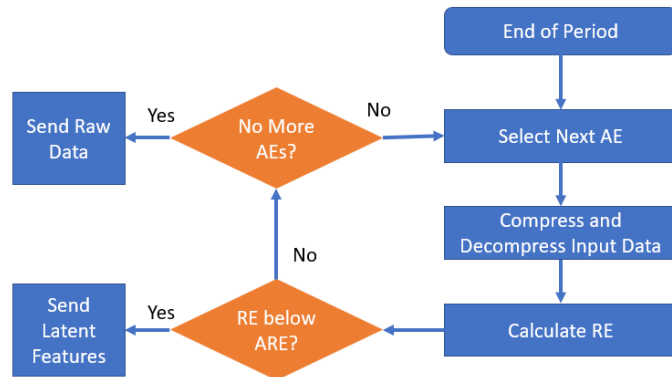 End of Period
Yes
No
Send Raw
Data
No More
AEs?
Select Next AE
Compress and
Decompress Input Data
No
Send
Latent
Features
Yes
RE below
ARE?
Calculate RE